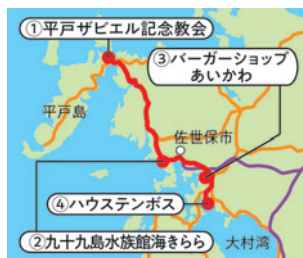 ①平戸ザビエル記念教会
③バーガーショップ
あいかわ
平戸島
佐世保市
④ハウステンボス
②九十九島水族館海きらら
大村湾